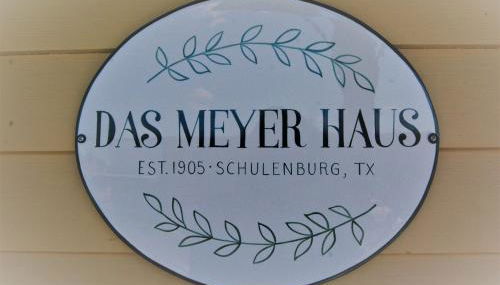 DAS MEYER HAUS
EST. 1905 · SCHULENBURG, TX